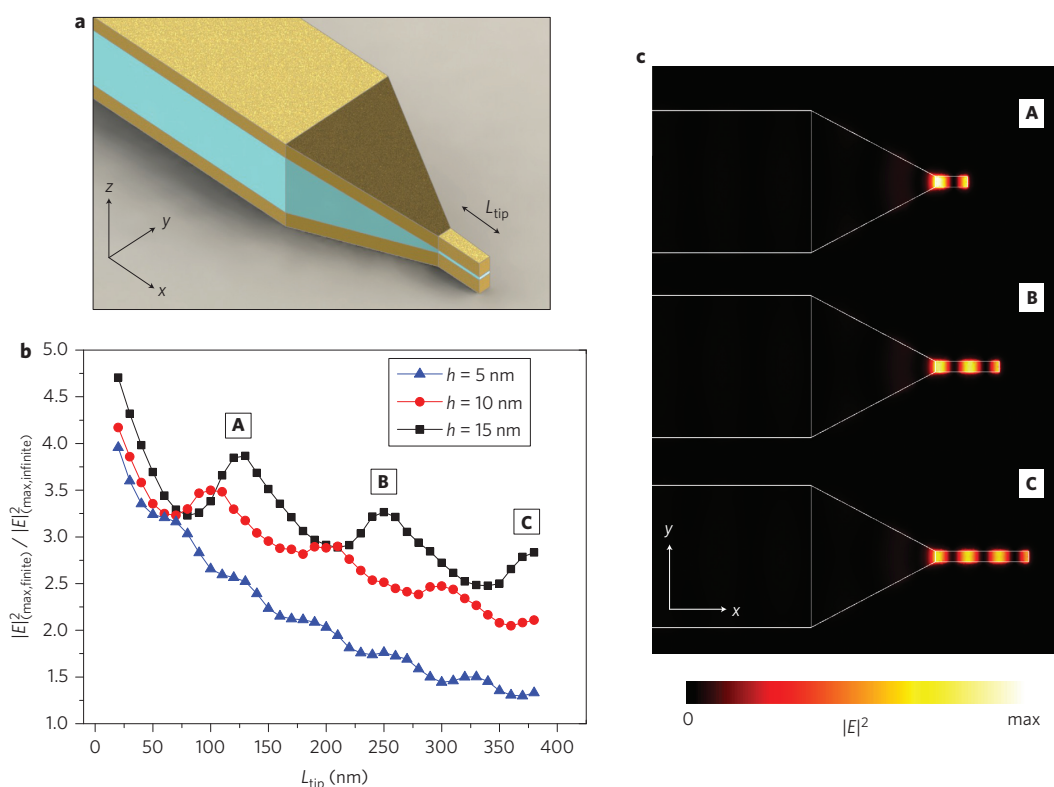 a
z
y
x
L_tip
b
|E|²(max,finite) / |E|²(max,infinite)
5.0
4.5
4.0
3.5
3.0
2.5
2.0
1.5
1.0
h = 5 nm
h = 10 nm
h = 15 nm
A
B
C
0 50 100 150 200 250 300 350 400
L_tip (nm)
c
A
B
C
y
x
0 max
|E|²